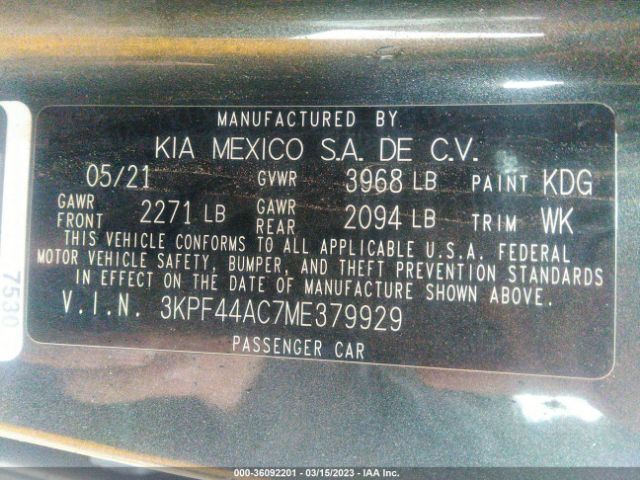 MANUFACTURED BY
KIA MEXICO S.A. DE C.V.
05/21 GVWR 3968 LB PAINT KDG
GAWR FRONT 2271 LB GAWR REAR 2094 LB TRIM WK
THIS VEHICLE CONFORMS TO ALL APPLICABLE U.S.A. FEDERAL
MOTOR VEHICLE SAFETY, BUMPER, AND THEFT PREVENTION STANDARDS
IN EFFECT ON THE DATE OF MANUFACTURE SHOWN ABOVE.
V.I.N. 3KPF44AC7ME379929
PASSENGER CAR
7530
000-36092201 - 03/15/2023 - IAA Inc.